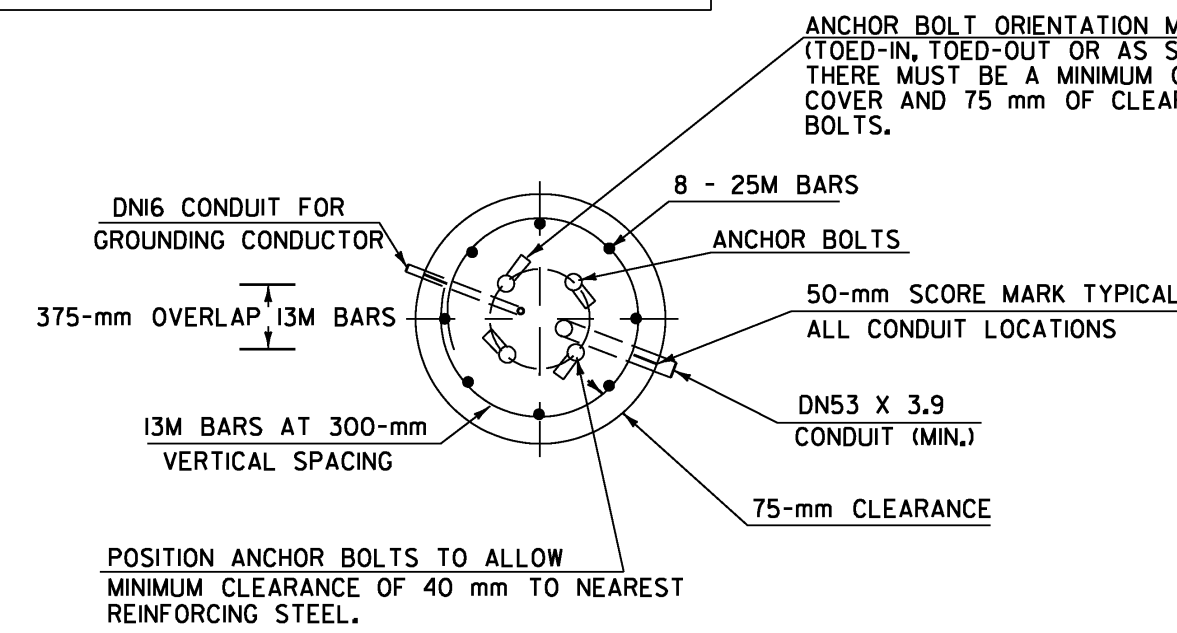 ANCHOR BOLT ORIENTATION
(TOED-IN, TOED-OUT OR AS
THERE MUST BE A MINIMUM
COVER AND 75 mm OF
BOLTS.
8 - 25M BARS
DN16 CONDUIT FOR
GROUNDING CONDUCTOR
ANCHOR BOLTS
375-mm OVERLAP 13M BARS
50-mm SCORE MARK TYPICAL
ALL CONDUIT LOCATIONS
DN53 X 3.9
CONDUIT (MIN.)
13M BARS AT 300-mm
VERTICAL SPACING
75-mm CLEARANCE
POSITION ANCHOR BOLTS TO ALLOW
MINIMUM CLEARANCE OF 40 mm TO NEAREST
REINFORCING STEEL.